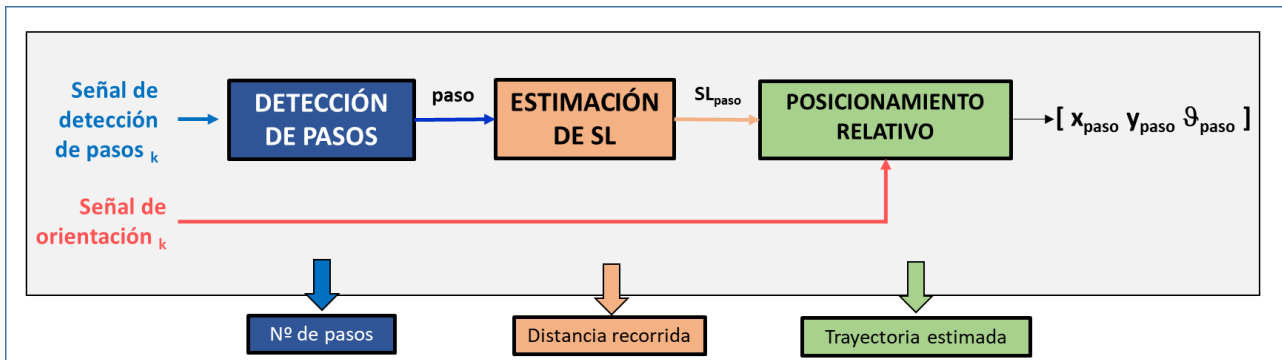 Señal de
detección
de pasos k
DETECCIÓN
DE PASOS
paso
ESTIMACIÓN
DE SL
SLpaso
POSICIONAMIENTO
RELATIVO
[ xpaso ypaso ϑpaso ]
Señal de
orientación k
Nº de pasos
Distancia recorrida
Trayectoria estimada